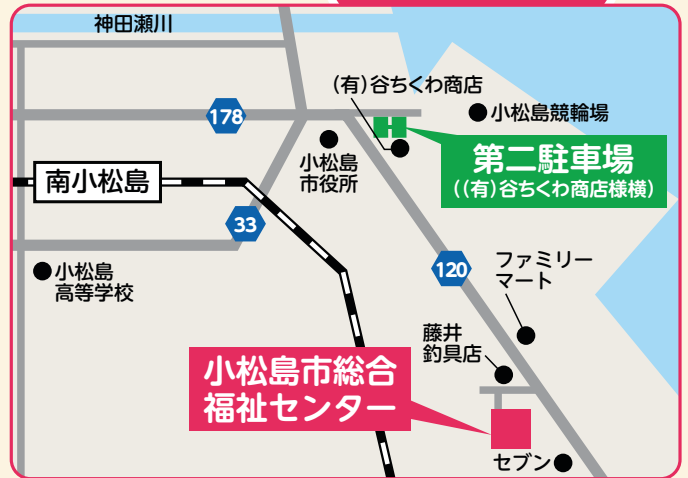 神田瀬川
(有)谷ちくわ商店
178
小松島競輪場
小松島
市役所
第二駐車場
((有)谷ちくわ商店様横)
南小松島
33
小松島
高等学校
120
ファミリー
マート
藤井
釣具店
小松島市総合
福祉センター
セブン